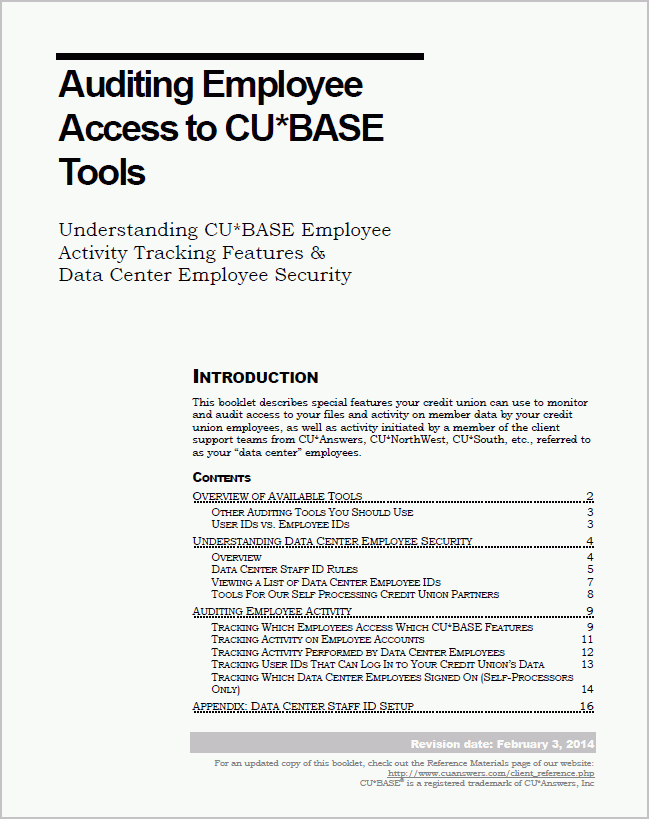 Auditing Employee
Access to CU*BASE
Tools
Understanding CU*BASE Employee
Activity Tracking Features &
Data Center Employee Security
INTRODUCTION
This booklet describes special features your credit union can use to monitor
and audit access to your files and activity on member data by your credit
union employees, as well as activity initiated by a member of the client
support teams from CU*Answers, CU*NorthWest, CU*South, etc., referred to
as your “data center” employees.
CONTENTS
OVERVIEW OF AVAILABLE TOOLS 2
OTHER AUDITING TOOLS YOU SHOULD USE 3
USER IDS VS. EMPLOYEE IDS 3
UNDERSTANDING DATA CENTER EMPLOYEE SECURITY 4
OVERVIEW 4
DATA CENTER STAFF ID RULES 5
VIEWING A LIST OF DATA CENTER EMPLOYEE IDS 7
TOOLS FOR OUR SELF PROCESSING CREDIT UNION PARTNERS 8
AUDITING EMPLOYEE ACTIVITY 9
TRACKING WHICH EMPLOYEES ACCESS WHICH CU*BASE FEATURES 9
TRACKING ACTIVITY ON EMPLOYEE ACCOUNTS 11
TRACKING ACTIVITY PERFORMED BY DATA CENTER EMPLOYEES 12
TRACKING USER IDS THAT CAN LOG IN TO YOUR CREDIT UNION'S DATA 13
TRACKING WHICH DATA CENTER EMPLOYEES SIGNED ON (SELF-PROCESSORS
ONLY) 14
APPENDIX: DATA CENTER STAFF ID SETUP 16
Revision date: February 3, 2014
For an updated copy of this booklet, check out the Reference Materials page of our website:
http://www.cuanswers.com/client_reference.php
CU*BASE® is a registered trademark of CU*Answers, Inc